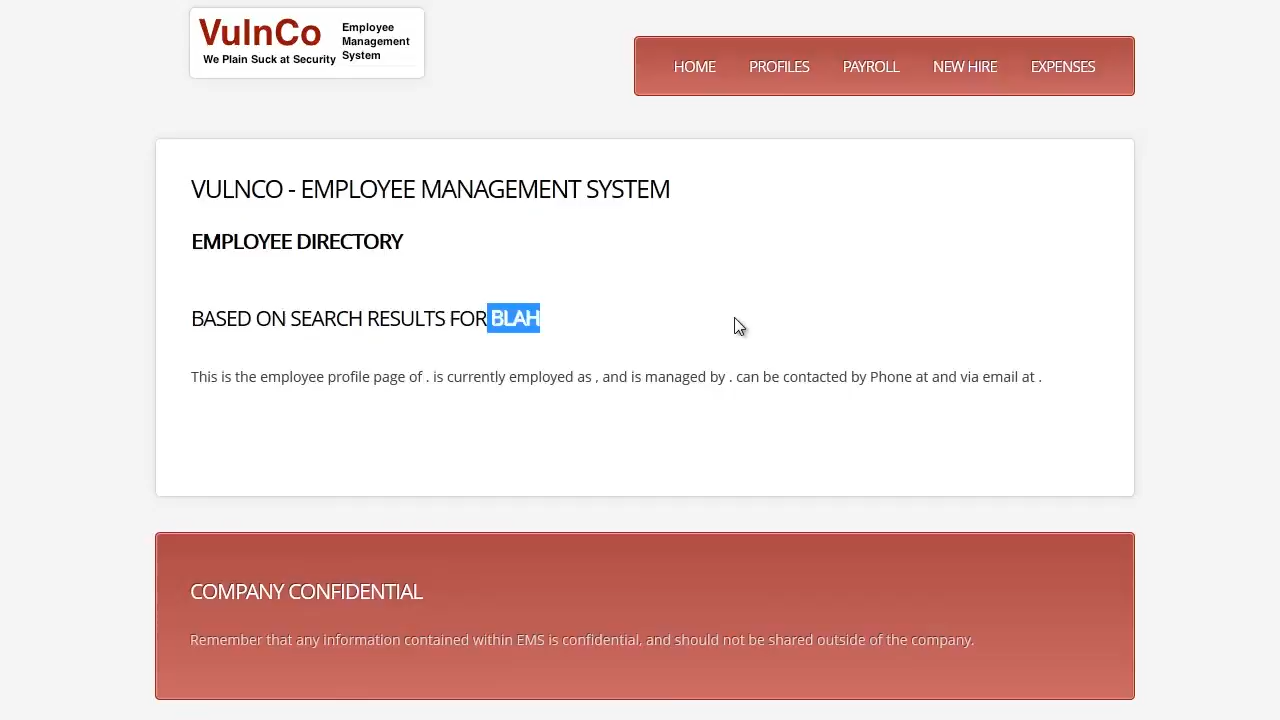 VulnCo
We Plain Suck at Security
Employee
Management
System
HOME PROFILES PAYROLL NEW HIRE EXPENSES
VULNCO - EMPLOYEE MANAGEMENT SYSTEM
EMPLOYEE DIRECTORY
BASED ON SEARCH RESULTS FOR BLAH
This is the employee profile page of . is currently employed as , and is managed by . can be contacted by Phone at and via email at .
COMPANY CONFIDENTIAL
Remember that any information contained within EMS is confidential, and should not be shared outside of the company.